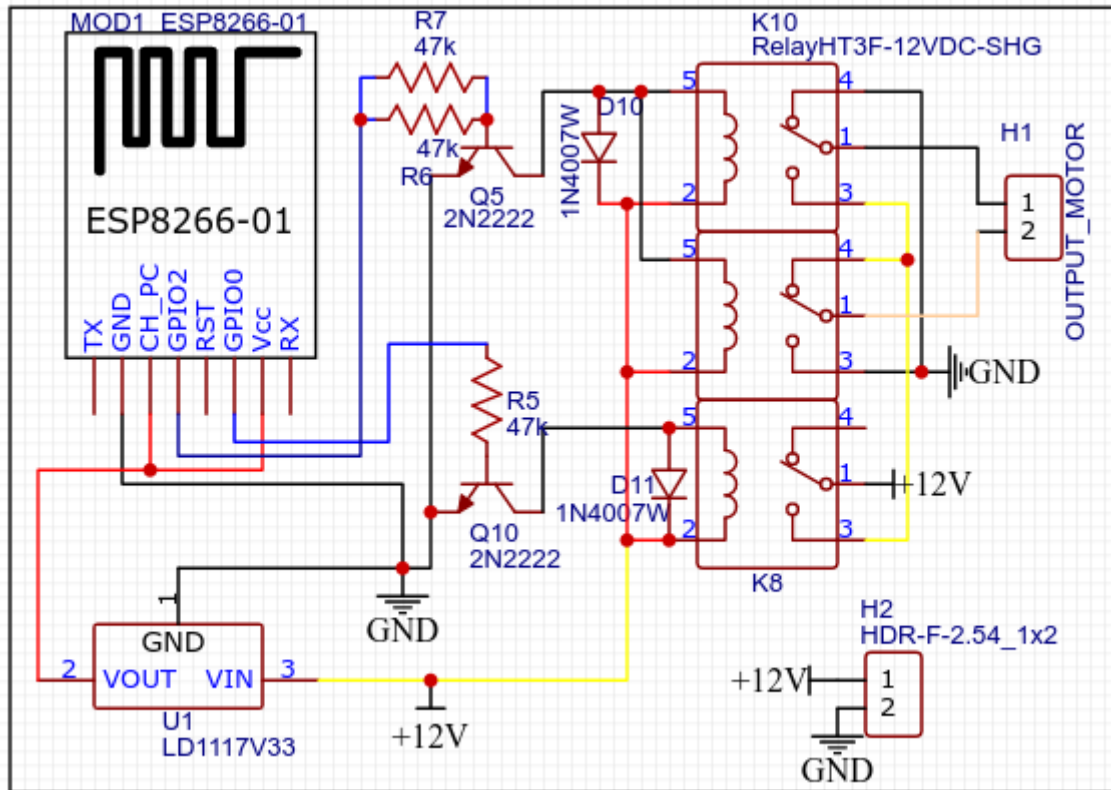 MOD1 ESP8266-01
ESP8266-01
TX
GND
CH_PC
GPIO2
RST
GPIO0
Vcc
RX
R7
47k
47k
R6
Q5
2N2222
R5
47k
Q10
2N2222
D10
1N4007W
D11
1N4007W
K10
RelayHT3F-12VDC-SHG
5
2
4
1
3
5
2
4
1
3
5
2
4
1
3
K8
H1
1
2
OUTPUT_MOTOR
GND
+12V
GND
1
GND
2
VOUT
VIN
3
U1
LD1117V33
+12V
H2
HDR-F-2.54_1x2
+12V
1
2
GND